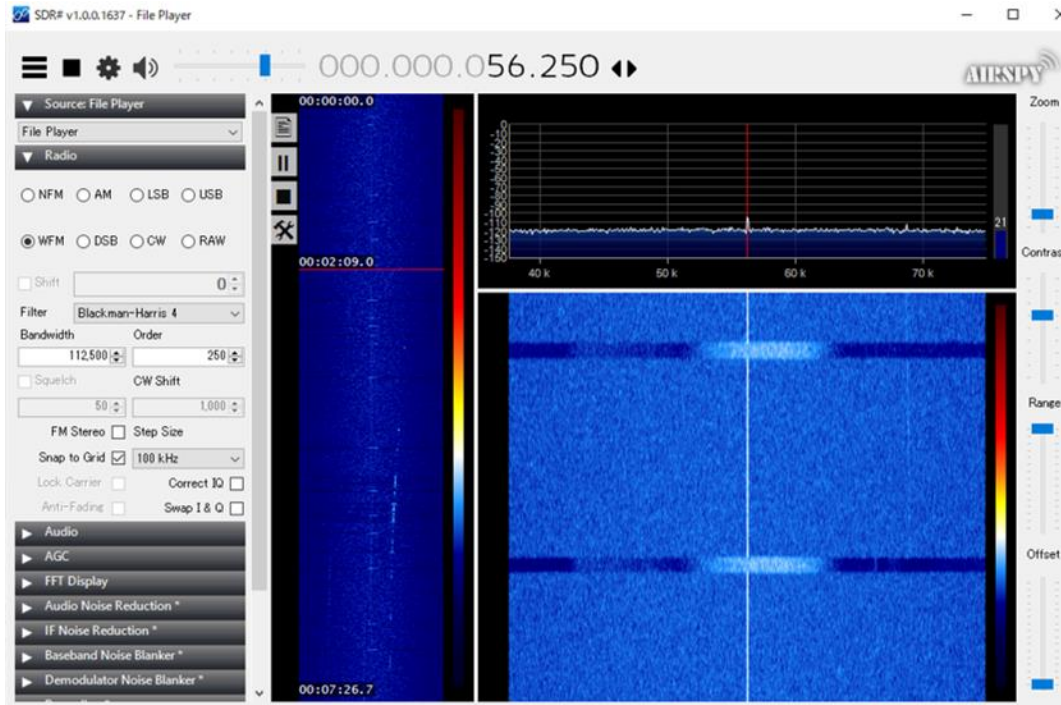 SDR# v1.0.0.1637 - File Player
000.000.056.250
AIRSPY
Source: File Player
File Player
Radio
NFM AM LSB USB
WFM DSB CW RAW
Shift 0
Filter Blackman-Harris 4
Bandwidth Order
112,500 250
Squelch CW Shift
50 1,000
FM Stereo Step Size
Snap to Grid 100 kHz
Lock Carrier Correct IQ
Anti-Fading Swap I & Q
Audio
AGC
FFT Display
Audio Noise Reduction *
IF Noise Reduction *
Baseband Noise Blanker *
Demodulator Noise Blanker *
00:00:00.0
00:02:09.0
00:07:26.7
0
-10
-20
-30
-40
-50
-60
-70
-80
-90
-100
-110
-120
-130
-140
-150
21
40 k 50 k 60 k 70 k
Zoom
Contras
Range
Offset